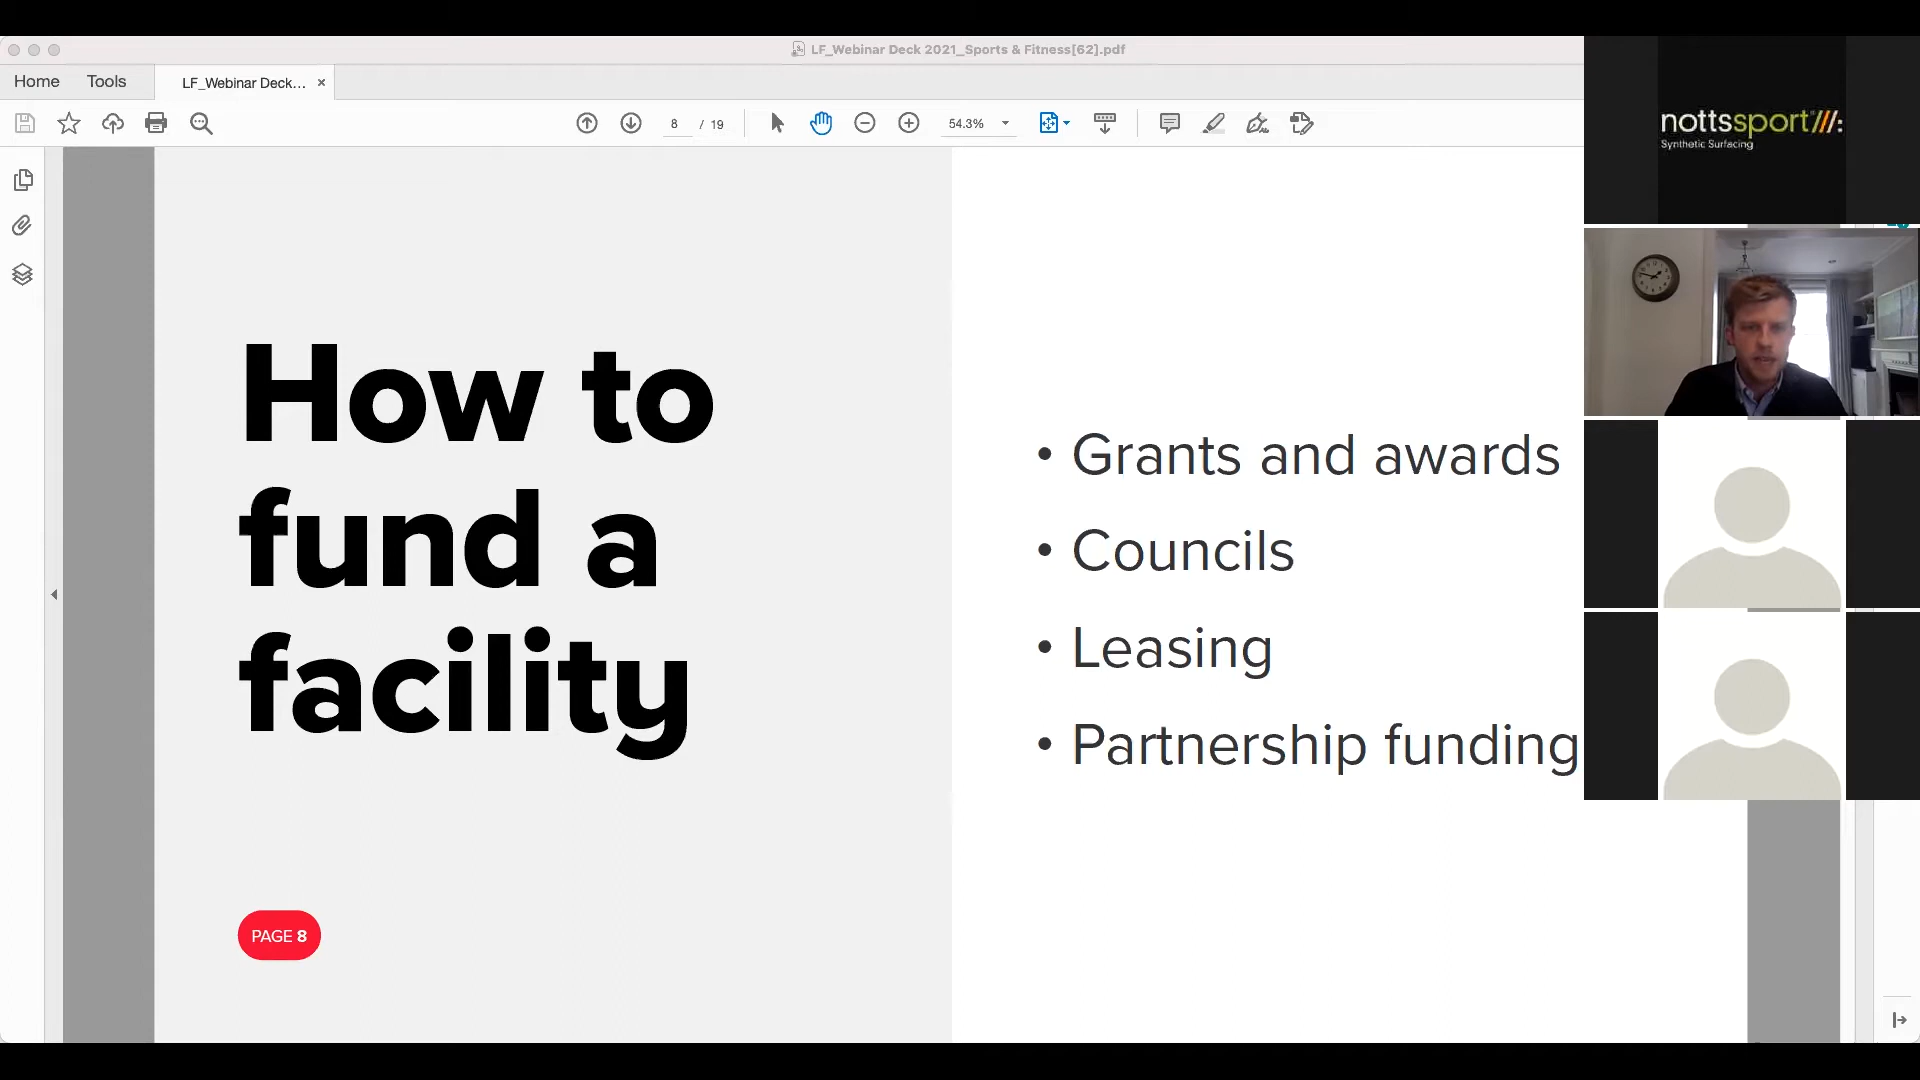 LF_Webinar Deck 2021_Sports & Fitness[62].pdf
Home
Tools
LF_Webinar Deck...
×
8 / 19
54.3%
nottssport///:
Synthetic Surfacing
How to
fund a
facility
• Grants and awards
• Councils
• Leasing
• Partnership funding
PAGE 8